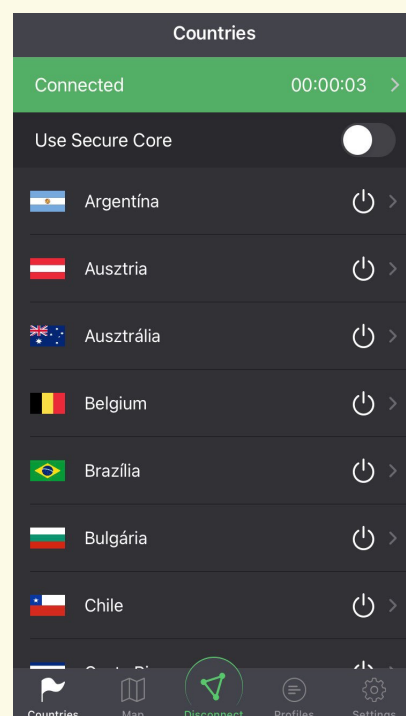 Countries
Connected 00:00:03
Use Secure Core
Argentína
Ausztria
Ausztrália
Belgium
Brazília
Bulgária
Chile
Countries Map Disconnect Profiles Settings